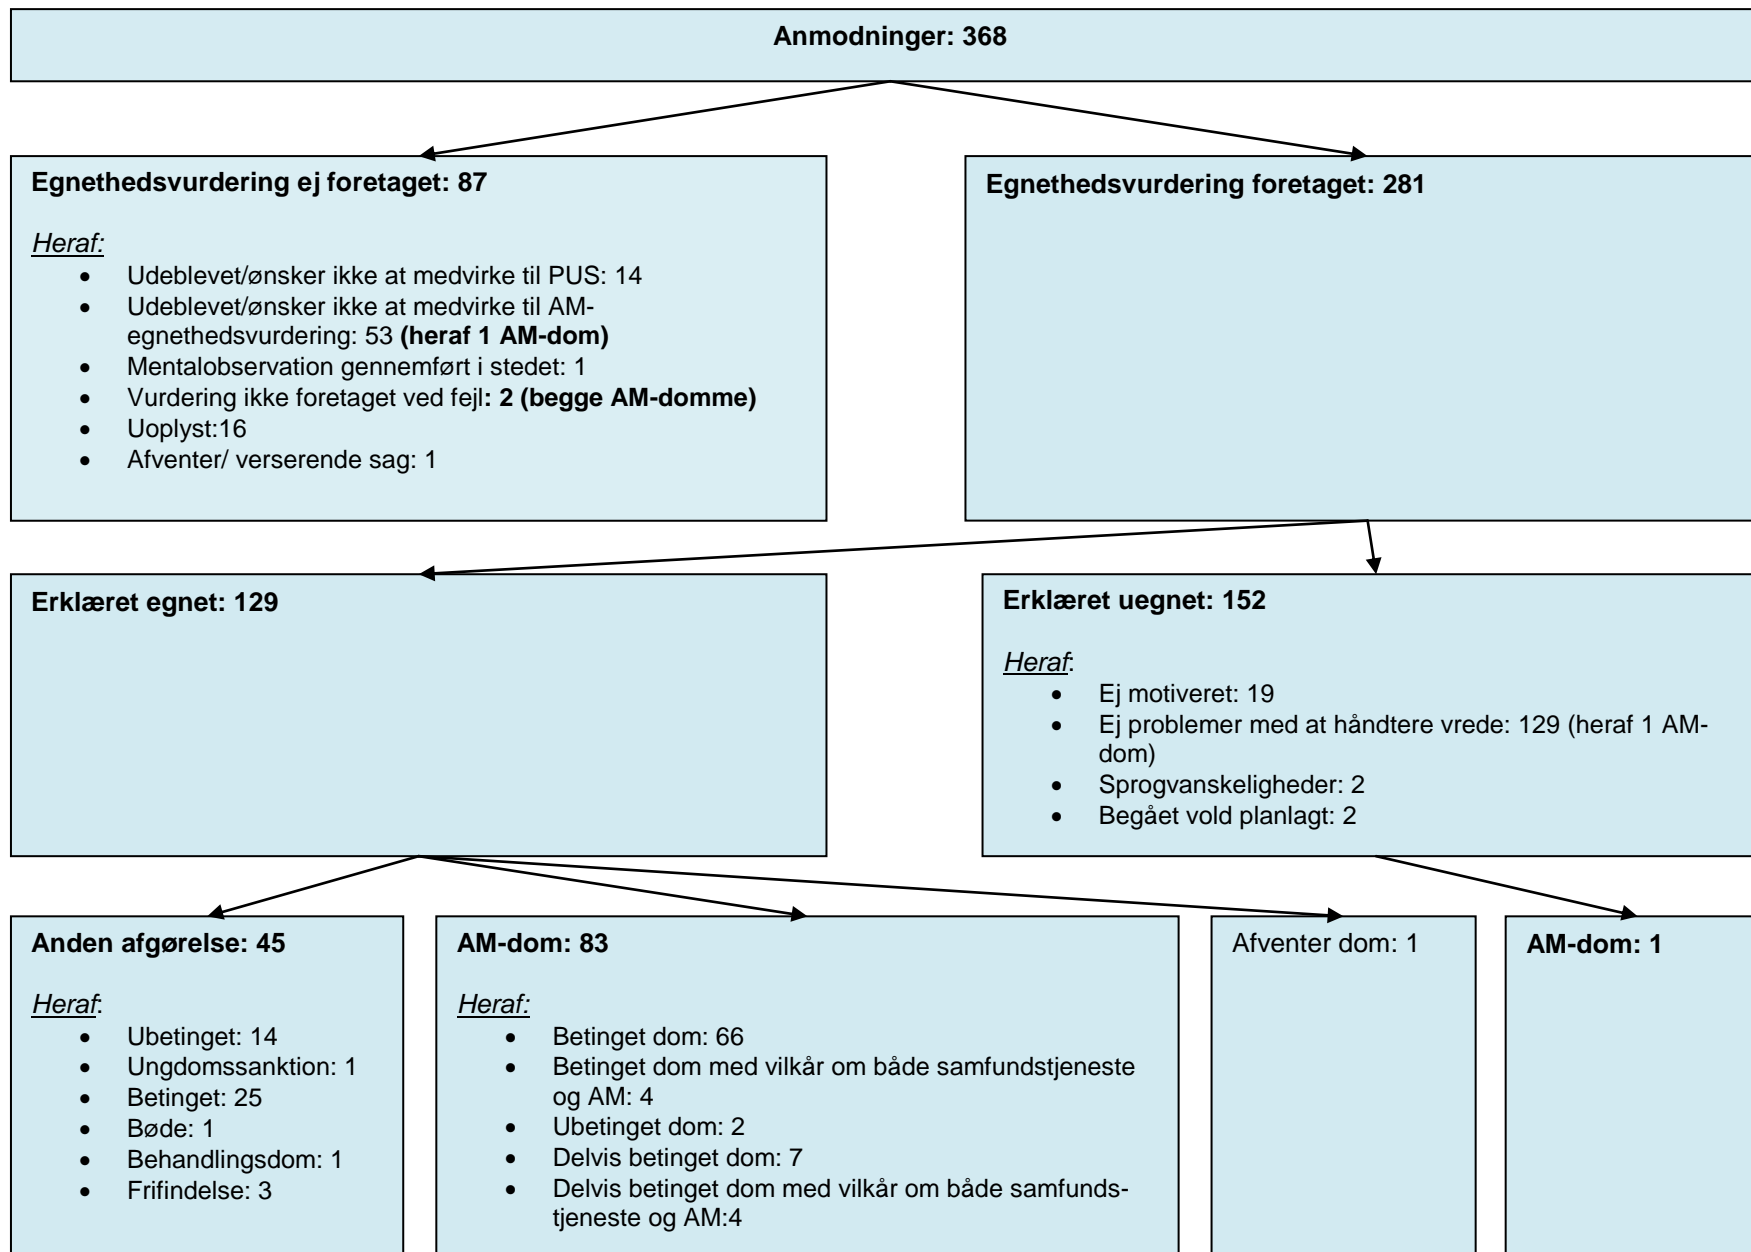 Anmodninger: 368
Egnethedsvurdering ej foretaget: 87
Heraf:
• Udeblevet/ønsker ikke at medvirke til PUS: 14
• Udeblevet/ønsker ikke at medvirke til AM-
egnethedsvurdering: 53 (heraf 1 AM-dom)
• Mentalobservation gennemført i stedet: 1
• Vurdering ikke foretaget ved fejl: 2 (begge AM-domme)
• Uoplyst:16
• Afventer/ verserende sag: 1
Egnethedsvurdering foretaget: 281
Erklæret egnet: 129
Erklæret uegnet: 152
Heraf:
• Ej motiveret: 19
• Ej problemer med at håndtere vrede: 129 (heraf 1 AM-
dom)
• Sprogvanskeligheder: 2
• Begået vold planlagt: 2
Anden afgørelse: 45
Heraf:
• Ubetinget: 14
• Ungdomssanktion: 1
• Betinget: 25
• Bøde: 1
• Behandlingsdom: 1
• Frifindelse: 3
AM-dom: 83
Heraf:
• Betinget dom: 66
• Betinget dom med vilkår om både samfundstjeneste
og AM: 4
• Ubetinget dom: 2
• Delvis betinget dom: 7
• Delvis betinget dom med vilkår om både samfunds-
tjeneste og AM:4
Afventer dom: 1
AM-dom: 1